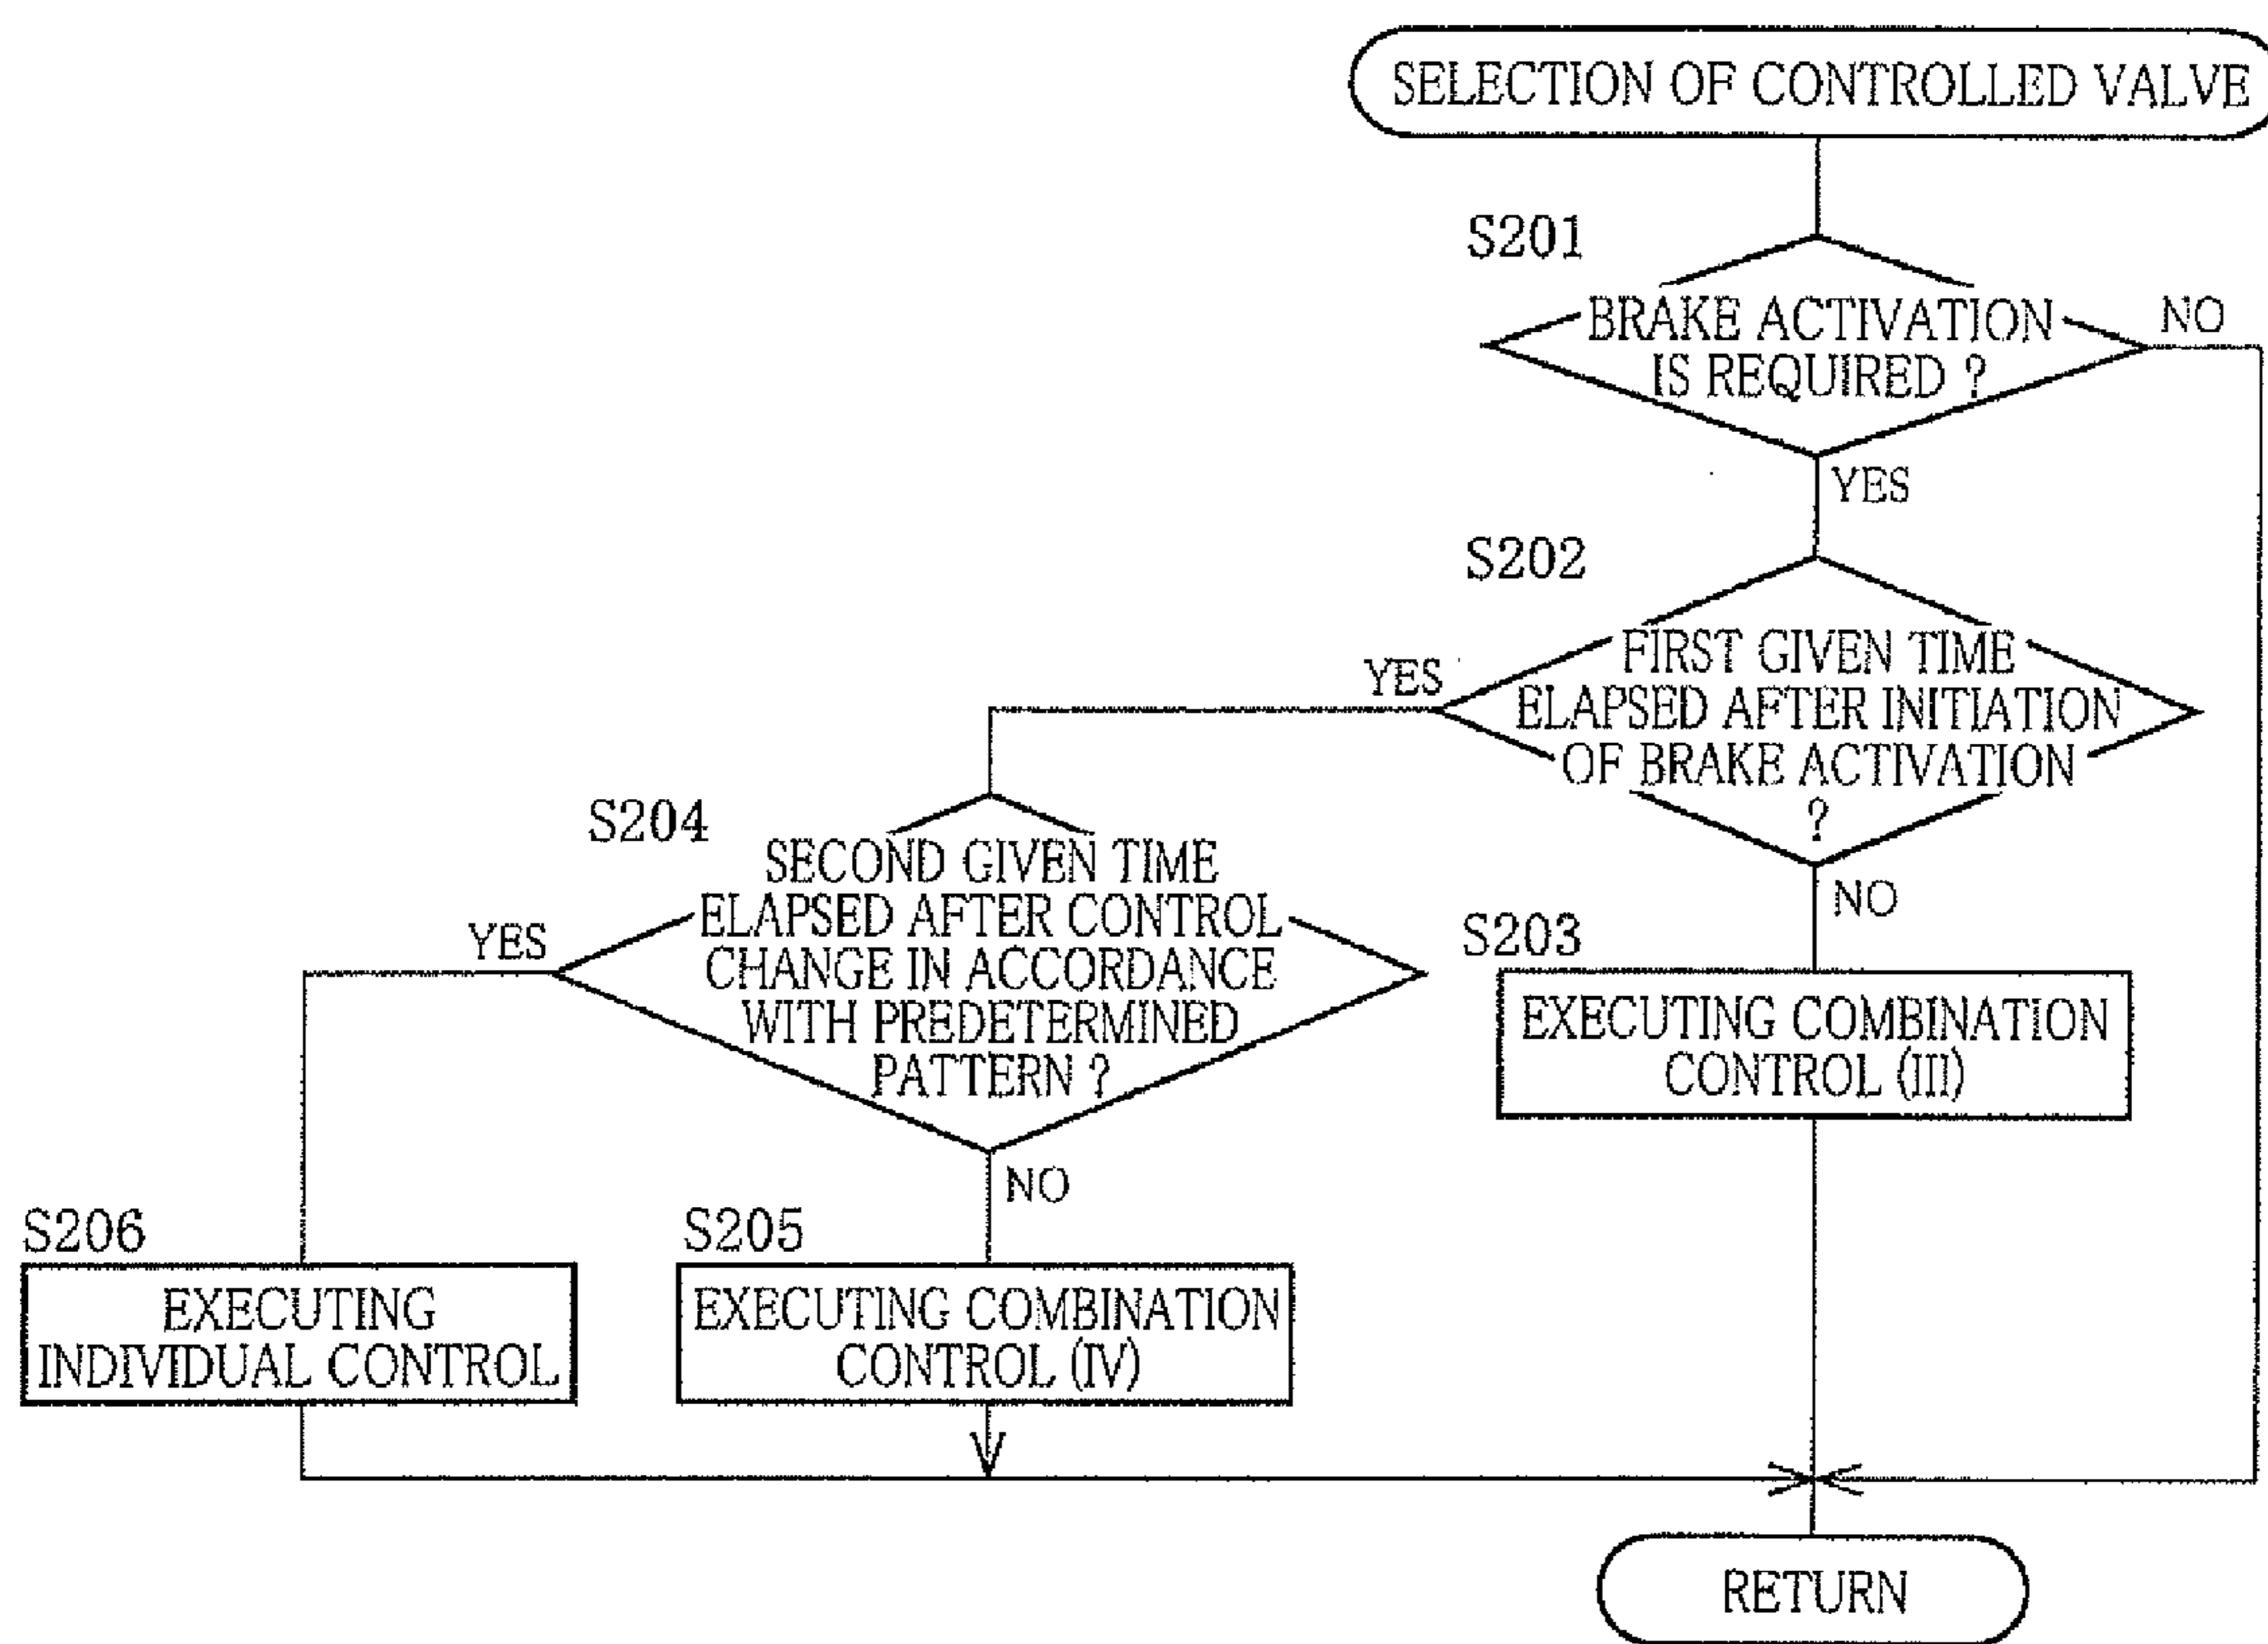 SELECTION OF CONTROLLED VALVE
S201
BRAKE ACTIVATION
IS REQUIRED ?
NO
YES
S202
FIRST GIVEN TIME
ELAPSED AFTER INITIATION
OF BRAKE ACTIVATION
?
YES
NO
S204
SECOND GIVEN TIME
ELAPSED AFTER CONTROL
CHANGE IN ACCORDANCE
WITH PREDETERMINED
PATTERN ?
YES
NO
S203
EXECUTING COMBINATION
CONTROL (III)
S206
EXECUTING
INDIVIDUAL CONTROL
S205
EXECUTING COMBINATION
CONTROL (IV)
RETURN